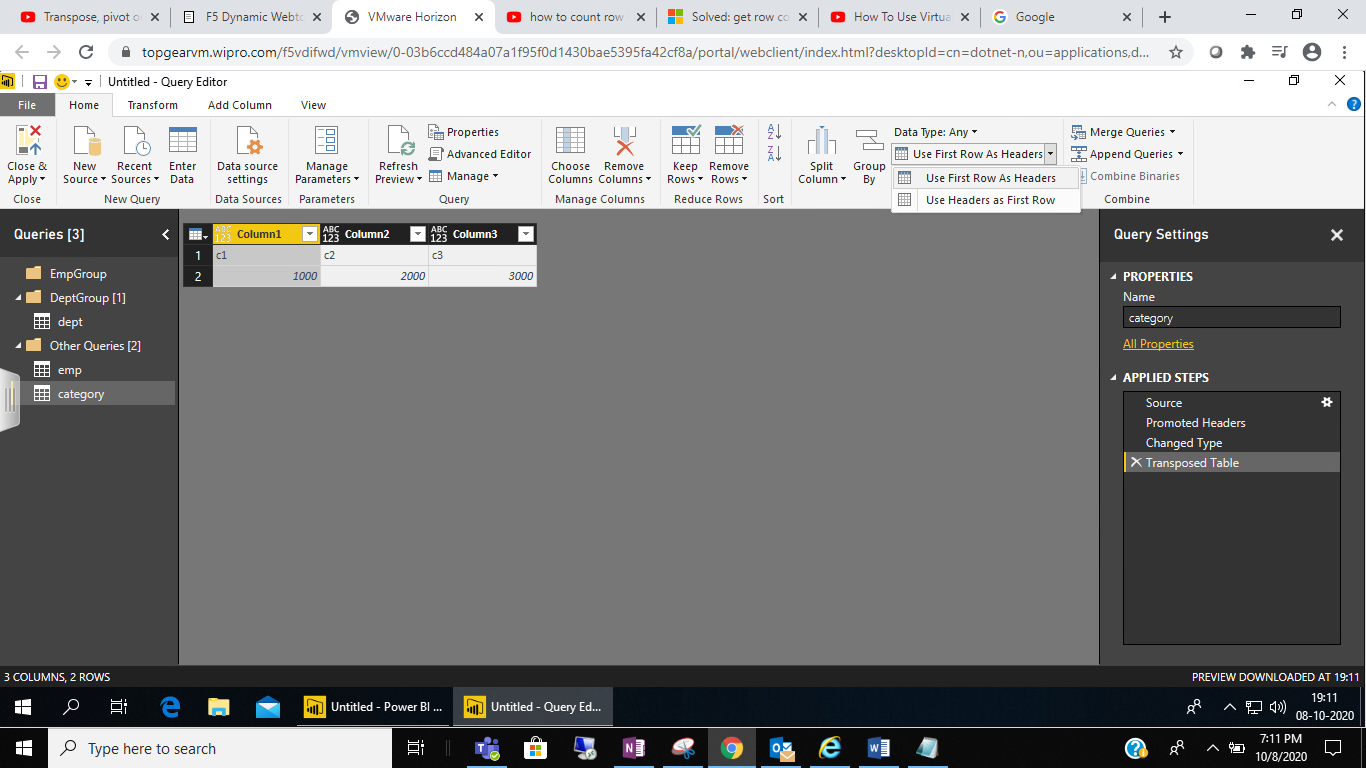 Transpose, pivot o
F5 Dynamic Webto
VMware Horizon
how to count row
Solved: get row co
How To Use Virtua
Google
topgearvm.wipro.com/f5vdifwd/vmview/0-03b6ccd484a07a1f95f0d1430bae5395fa42cf8a/portal/webclient/index.html?desktopId=cn=dotnet-n,ou=applications,d...
Untitled - Query Editor
File Home Transform Add Column View
Close & Apply
New Source
Recent Sources
Enter Data
Data source settings
Manage Parameters
Refresh Preview
Properties
Advanced Editor
Manage
Choose Columns
Remove Columns
Keep Rows
Remove Rows
Split Column
Group By
Data Type: Any
Use First Row As Headers
Use First Row As Headers
Use Headers as First Row
Merge Queries
Append Queries
Combine Binaries
Close New Query Data Sources Parameters Query Manage Columns Reduce Rows Sort Combine
Queries [3]
EmpGroup
DeptGroup [1]
dept
Other Queries [2]
emp
category
ABC 123 Column1 ABC 123 Column2 ABC 123 Column3
1 c1 c2 c3
2 1000 2000 3000
Query Settings
PROPERTIES
Name
category
All Properties
APPLIED STEPS
Source
Promoted Headers
Changed Type
Transposed Table
3 COLUMNS, 2 ROWS
PREVIEW DOWNLOADED AT 19:11
Untitled - Power BI ...
Untitled - Query Ed...
19:11
08-10-2020
Type here to search
7:11 PM
10/8/2020